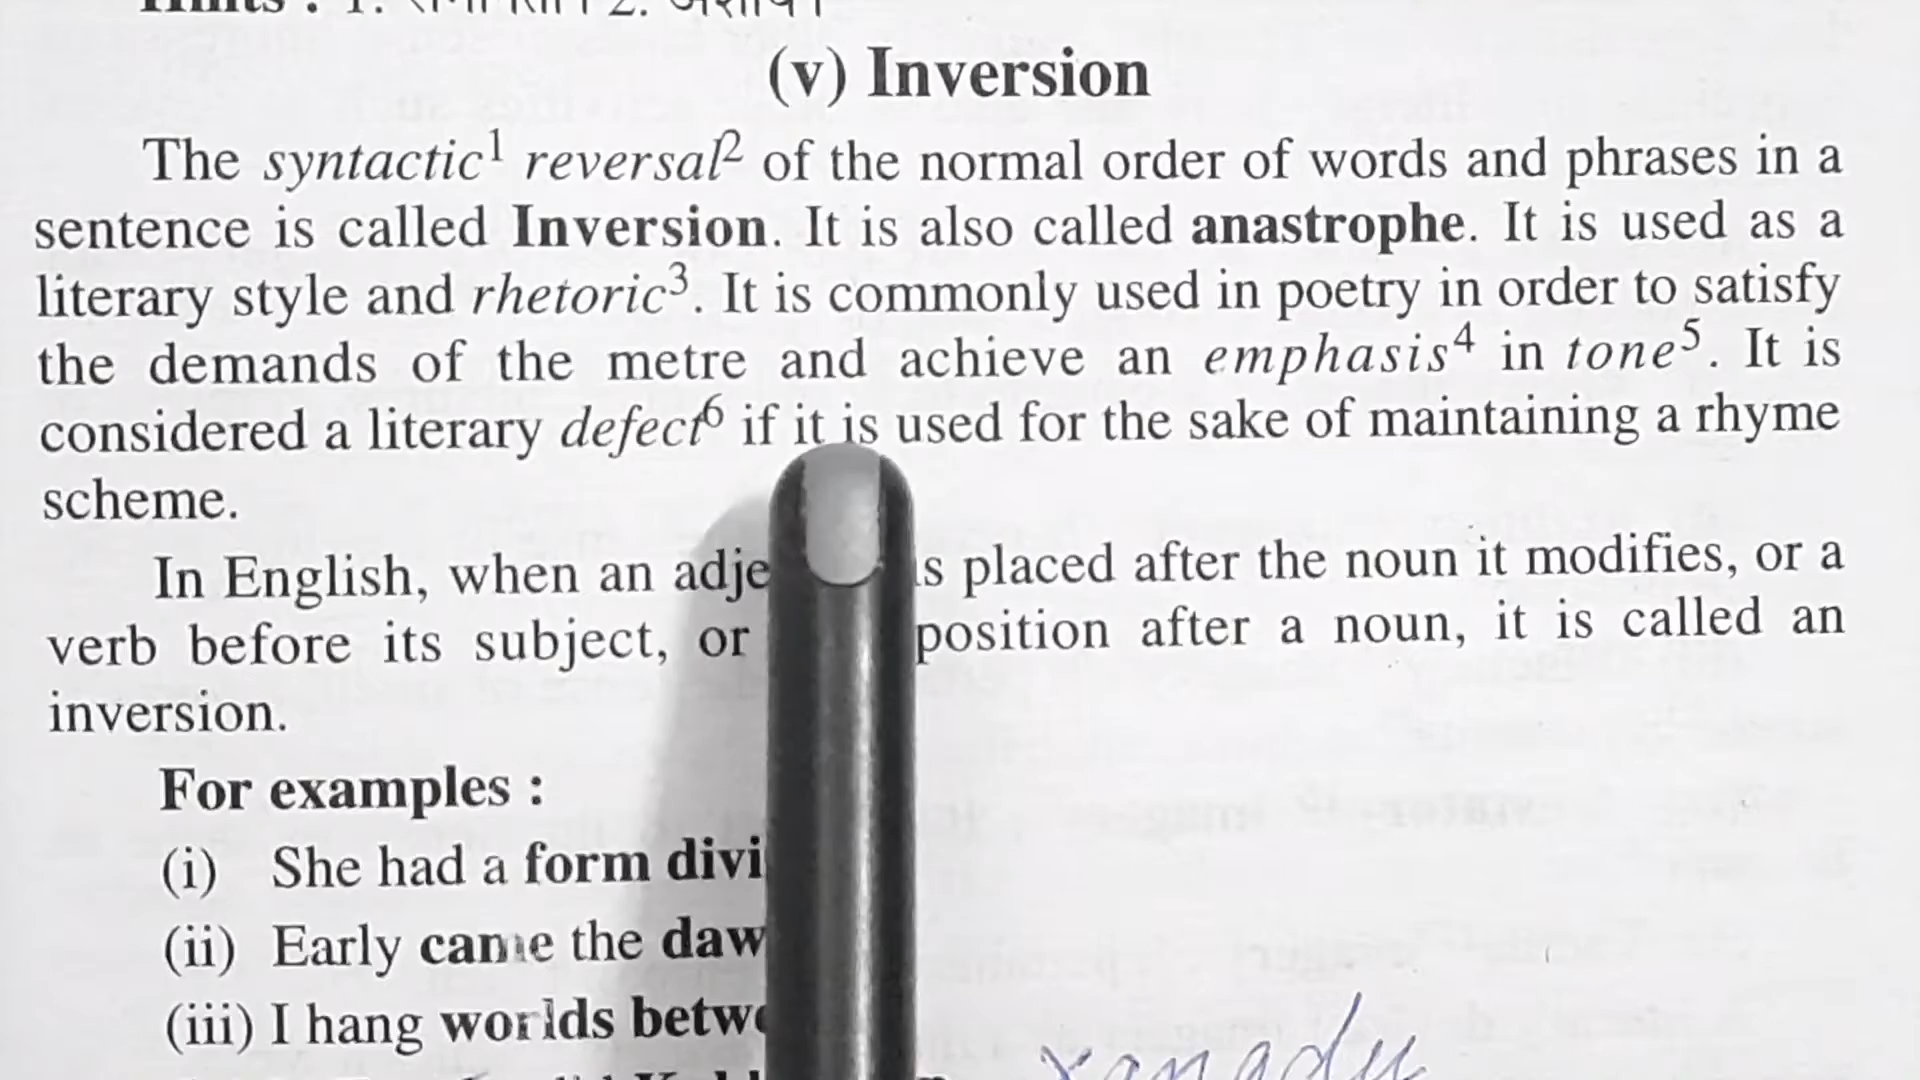 (v) Inversion
The syntactic¹ reversal² of the normal order of words and phrases in a
sentence is called Inversion. It is also called anastrophe. It is used as a
literary style and rhetoric³. It is commonly used in poetry in order to satisfy
the demands of the metre and achieve an emphasis⁴ in tone⁵. It is
considered a literary defect⁶ if it is used for the sake of maintaining a rhyme
scheme.
In English, when an adje s placed after the noun it modifies, or a
verb before its subject, or position after a noun, it is called an
inversion.
For examples :
(i) She had a form divi
(ii) Early came the daw
(iii) I hang worlds betw
xanadu